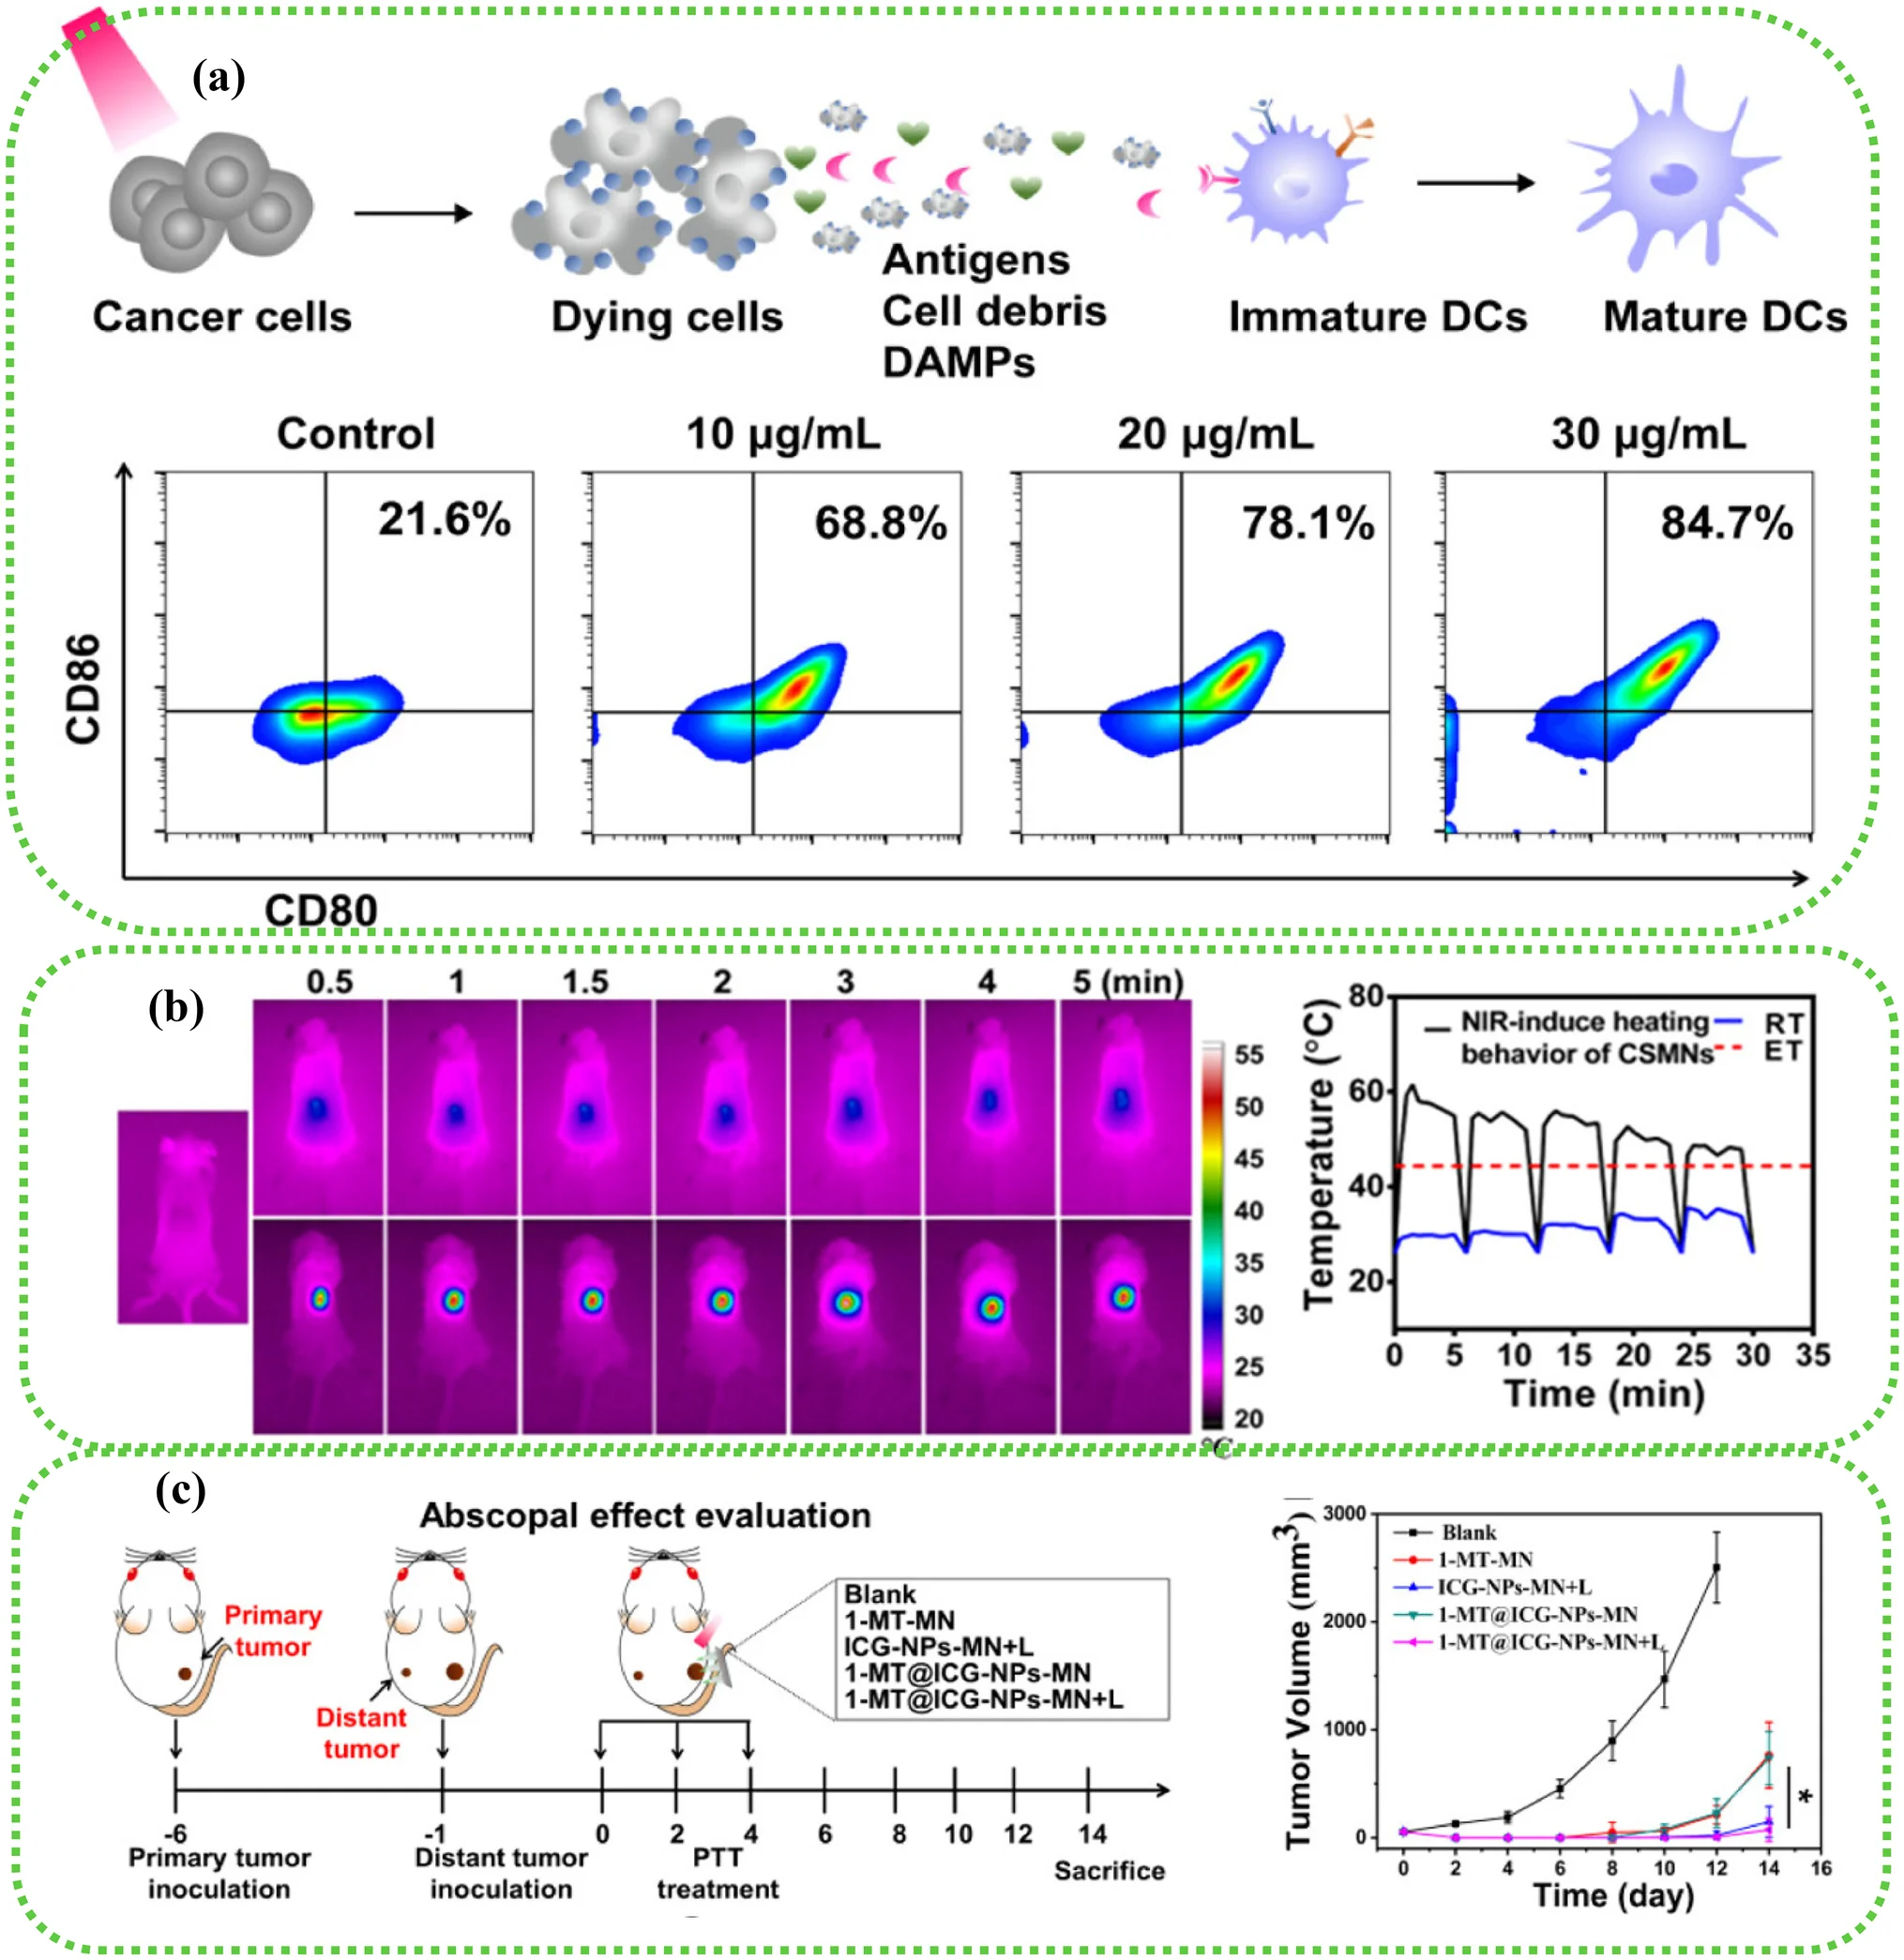 (a)
Cancer cells
Dying cells
Antigens
Cell debris
DAMPs
Immature DCs
Mature DCs
Control
10 µg/mL
20 µg/mL
30 µg/mL
21.6%
68.8%
78.1%
84.7%
CD86
CD80
(b)
0.5 1 1.5 2 3 4 5 (min)
55
50
45
40
35
30
25
20
°C
Temperature (°C)
80
60
40
20
NIR-induce heating
behavior of CSMNs
RT
ET
0 5 10 15 20 25 30 35
Time (min)
(c)
Abscopal effect evaluation
Primary
tumor
Distant
tumor
Blank
1-MT-MN
ICG-NPs-MN+L
1-MT@ICG-NPs-MN
1-MT@ICG-NPs-MN+L
-6 -1 0 2 4 6 8 10 12 14
Primary tumor
inoculation
Distant tumor
inoculation
PTT
treatment
Sacrifice
Tumor Volume (mm³)
3000
2000
1000
0
Blank
1-MT-MN
ICG-NPs-MN+L
1-MT@ICG-NPs-MN
1-MT@ICG-NPs-MN+L
*
0 2 4 6 8 10 12 14 16
Time (day)